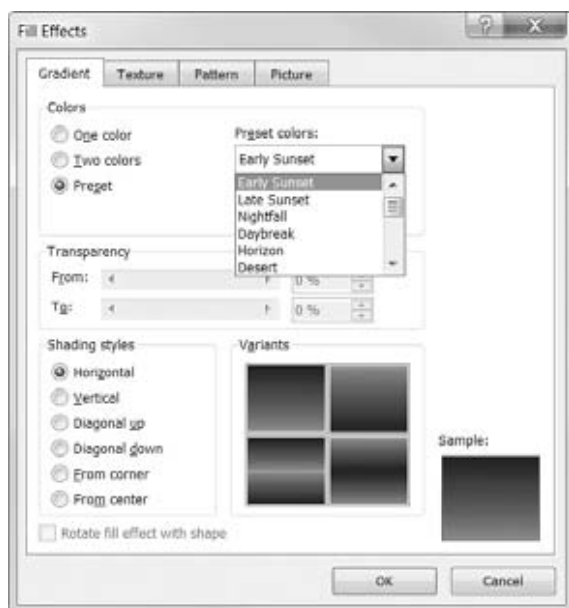 Fill Effects
Gradient Texture Pattern Picture
Colors
One color
Two colors
Preset
Preset colors:
Early Sunset
Early Sunset
Late Sunset
Nightfall
Daybreak
Horizon
Desert
Transparency
From: 0 %
To: 0 %
Shading styles
Horizontal
Vertical
Diagonal up
Diagonal down
From corner
From center
Variants
Sample:
Rotate fill effect with shape
OK Cancel